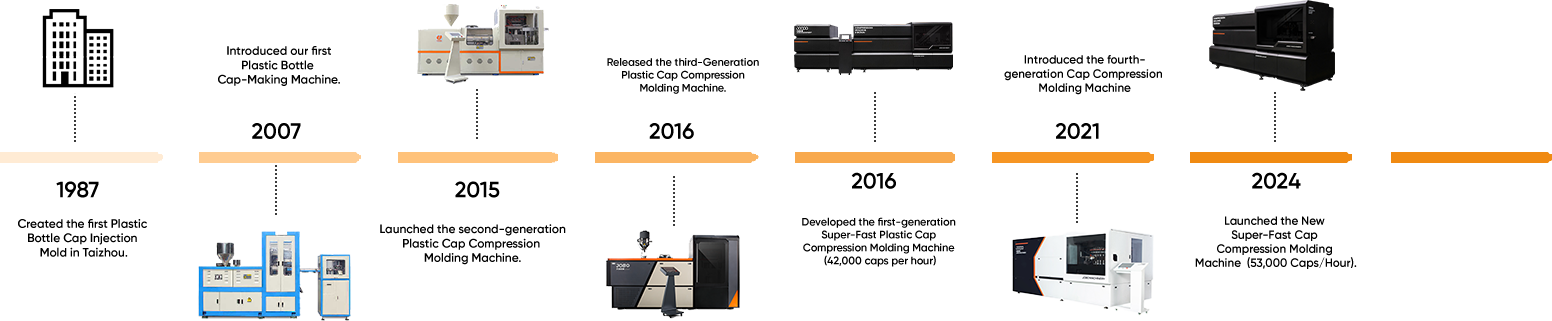 1987
Created the first Plastic
Bottle Cap Injection
Mold in Taizhou.
Introduced our first
Plastic Bottle
Cap-Making Machine.
2007
2015
Launched the second-generation
Plastic Cap Compression
Molding Machine.
Released the third-Generation
Plastic Cap Compression
Molding Machine.
2016
2016
Developed the first-generation
Super-Fast Plastic Cap
Compression Molding Machine
(42,000 caps per hour)
Introduced the fourth-
generation Cap Compression
Molding Machine
2021
2024
Launched the New
Super-Fast Cap
Compression Molding
Machine (53,000 Caps/Hour).